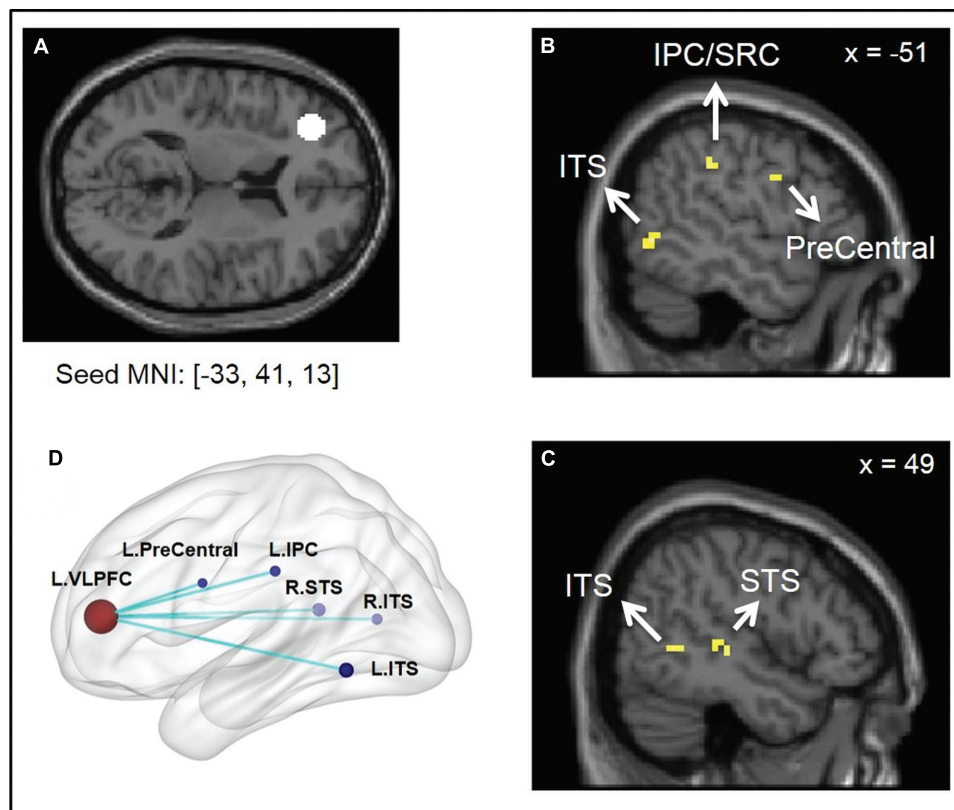 A
Seed MNI: [-33, 41, 13]
B
IPC/SRC
x = -51
ITS
PreCentral
D
L.PreCentral
L.IPC
L.VLPFC
R.STS
R.ITS
L.ITS
C
x = 49
ITS
STS